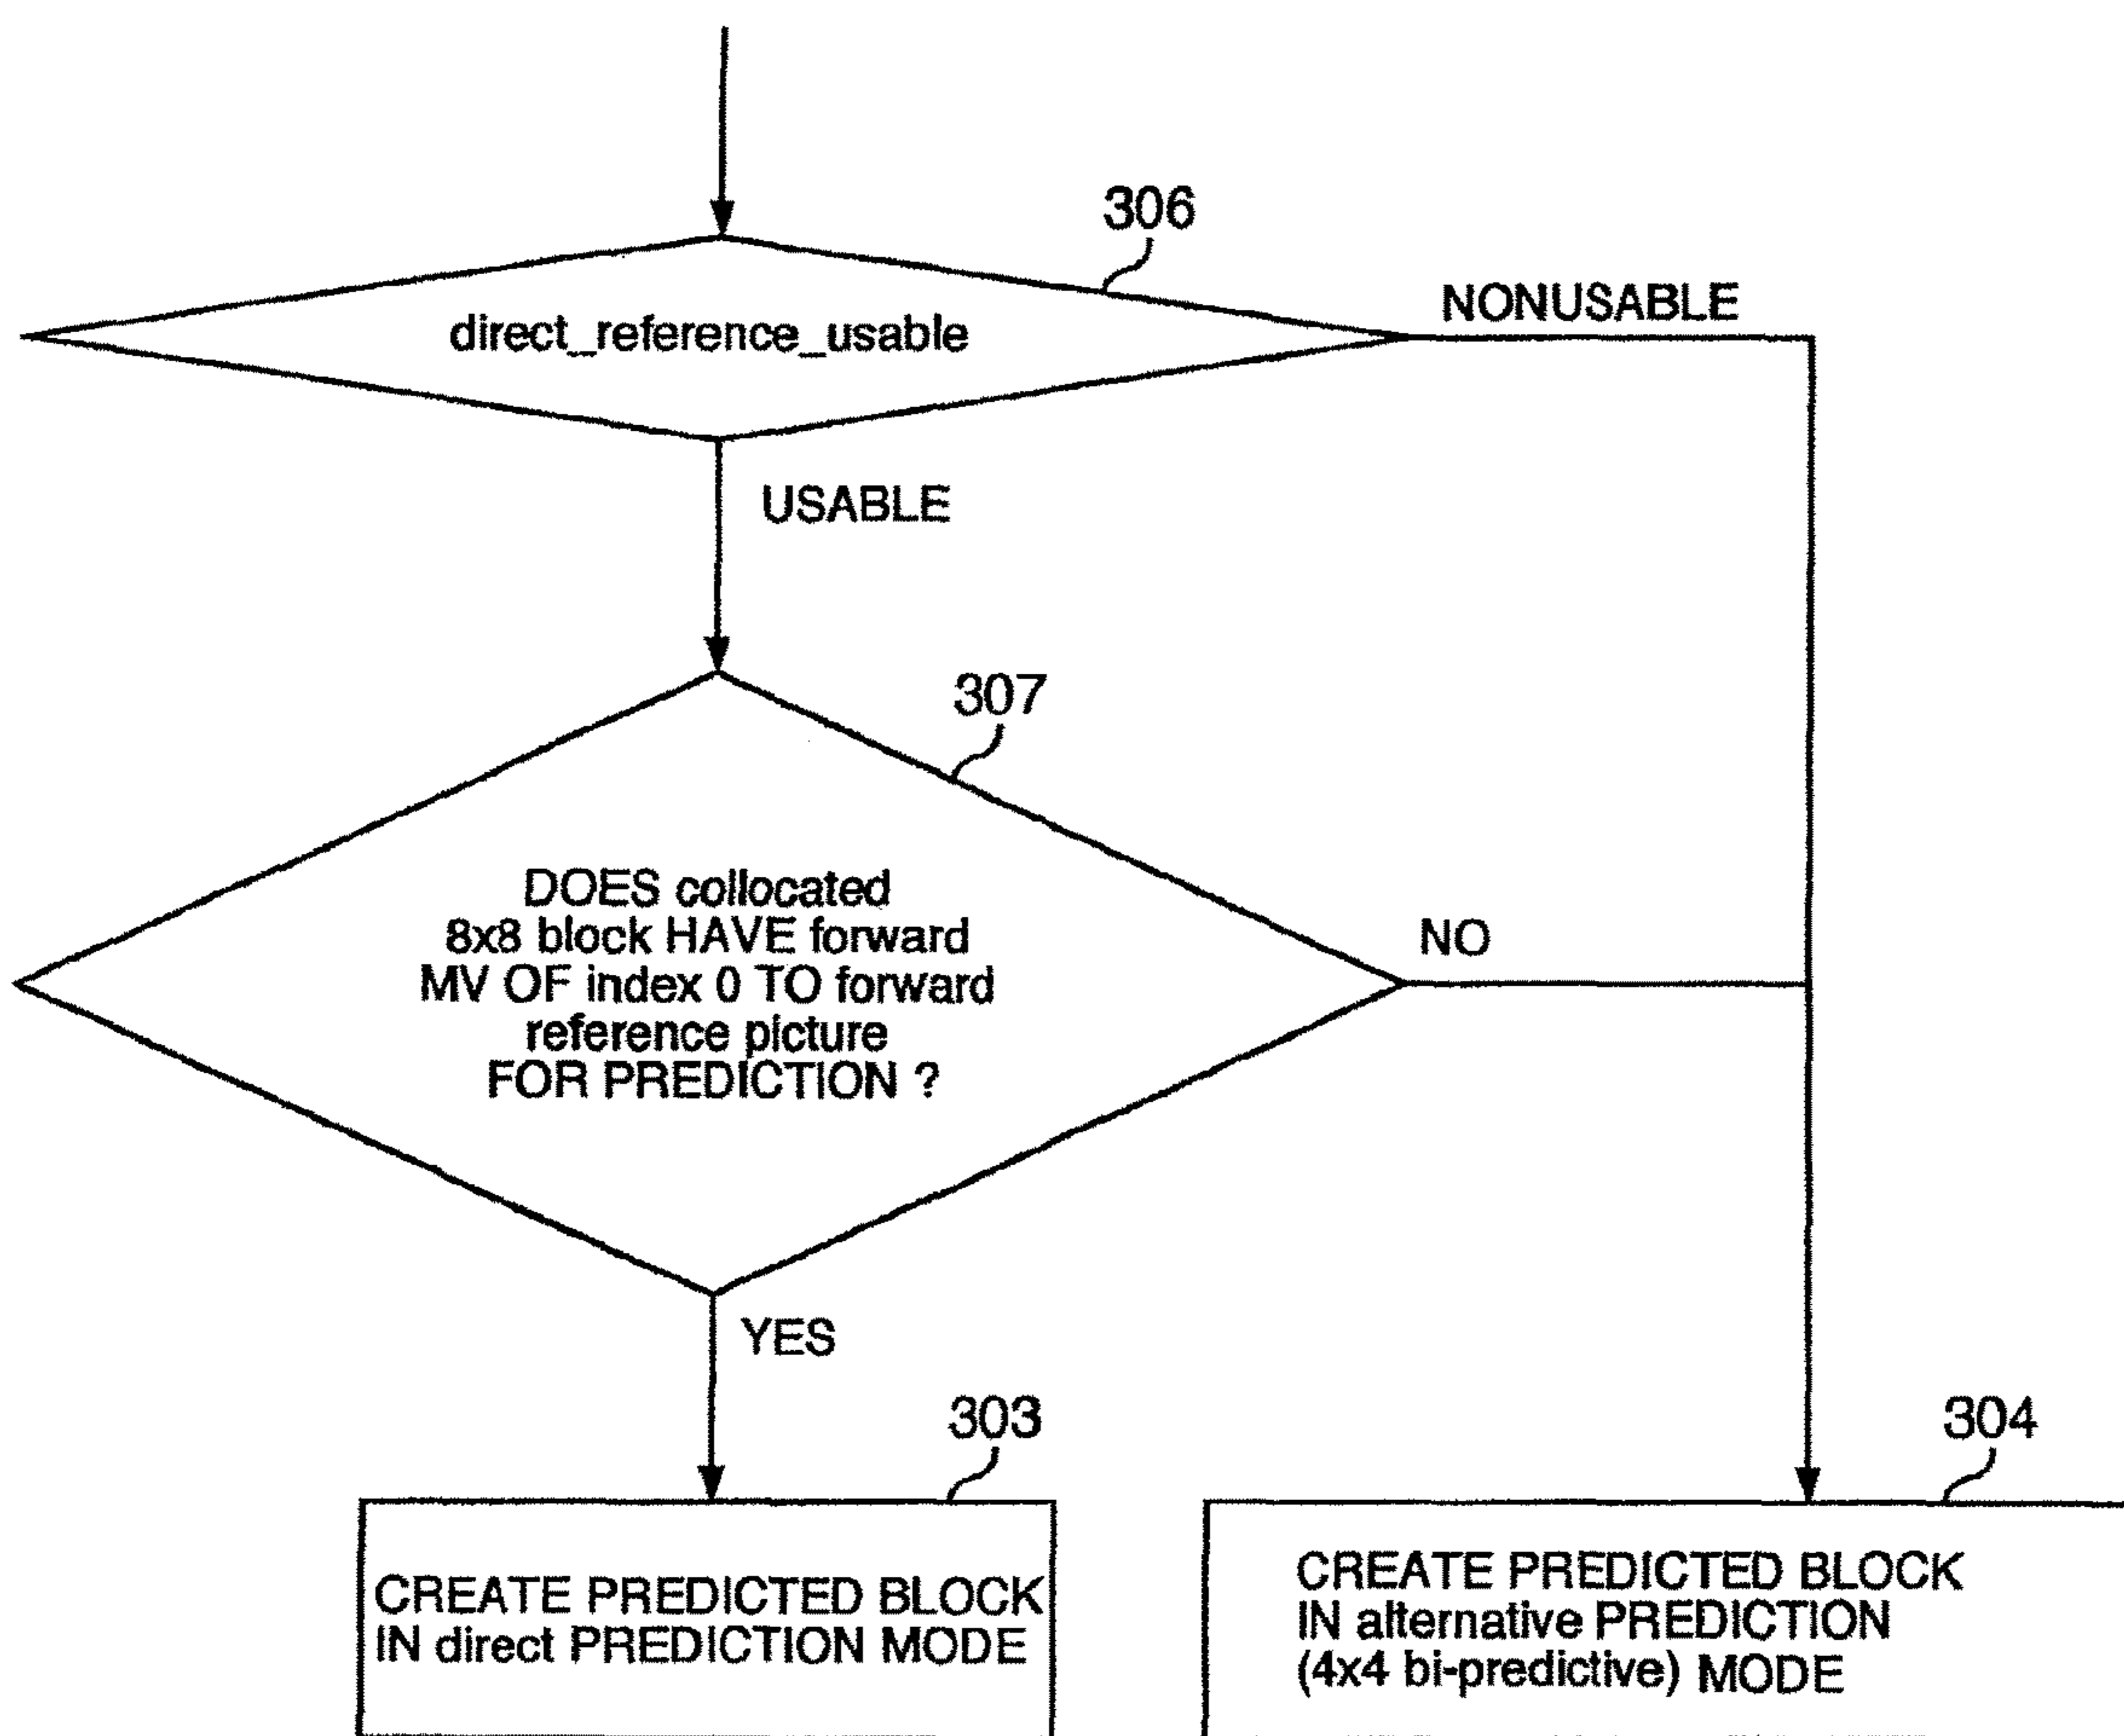 306
direct_reference_usable
NONUSABLE
USABLE
307
DOES collocated
8x8 block HAVE forward
MV OF index 0 TO forward
reference picture
FOR PREDICTION ?
NO
YES
303
304
CREATE PREDICTED BLOCK
IN direct PREDICTION MODE
CREATE PREDICTED BLOCK
IN alternative PREDICTION
(4x4 bi-predictive) MODE